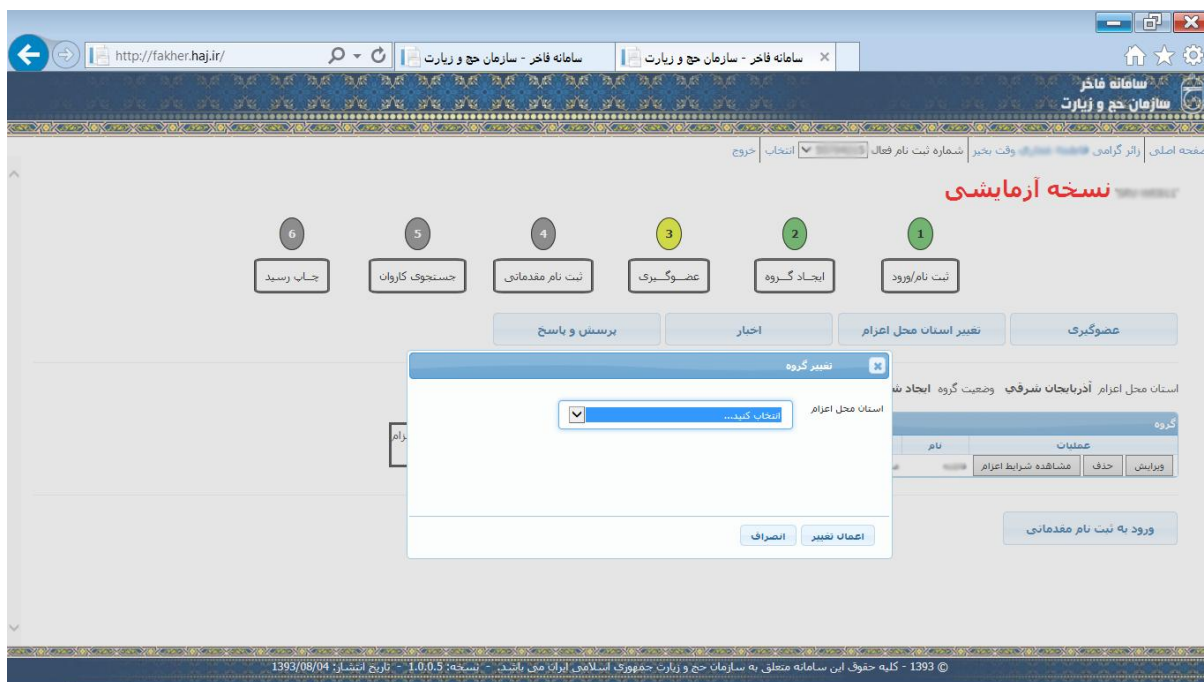 http://fakher.haj.ir/
سامانه فاخر - سازمان حج و زیارت
سامانه فاخر - سازمان حج و زیارت
سامانه فاخر
سازمان حج و زیارت
صفحه اصلی | زائر گرامی وقت بخیر | شماره ثبت نام فعال انتخاب | خروج
نسخه آزمایشی
1 2 3 4 5 6
ثبت نام/ورود ایجـاد گـــروه عضــوگـــیری ثبت نام مقدماتی جستجوی کاروان چــاپ رسید
عضوگیری تغییر استان محل اعزام اخبار پرسش و پاسخ
تغییر گروه
استان محل اعزام آذربایجان شرقي وضعیت گروه ایجاد
استان محل اعزام انتخاب کنید...
گروه
عملیات نام
ویرایش حذف مشاهده شرایط اعزام
ورود به ثبت نام مقدماتی
اعمال تغییر انصراف
© 1393 - کلیه حقوق این سامانه متعلق به سازمان حج و زیارت جمهوری اسلامی ایران می باشد. - نسخه: 1.0.0.5 - تاریخ انتشار: 1393/08/04